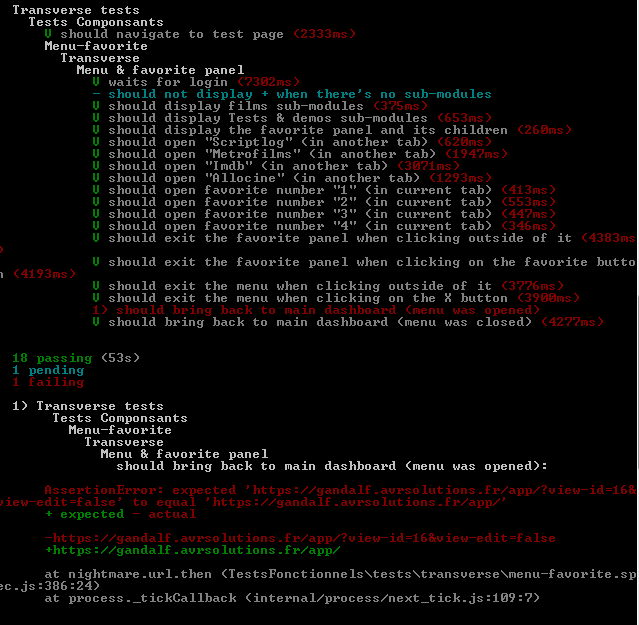 Transverse tests
Tests Componsants
V should navigate to test page (2333ms)
Menu-favorite
Transverse
Menu & favorite panel
V waits for login (7302ms)
- should not display + when there's no sub-modules
V should display films sub-modules (375ms)
V should display Tests & demos sub-modules (653ms)
V should display the favorite panel and its children (260ms)
V should open "Scriptlog" (in another tab) (620ms)
V should open "Metrofilms" (in another tab) (1947ms)
V should open "Imdb" (in another tab) (3071ms)
V should open "Allocine" (in another tab) (1293ms)
V should open favorite number "1" (in current tab) (413ms)
V should open favorite number "2" (in current tab) (553ms)
V should open favorite number "3" (in current tab) (447ms)
V should open favorite number "4" (in current tab) (346ms)
V should exit the favorite panel when clicking outside of it (4383ms
)
V should exit the favorite panel when clicking on the favorite butto
n (4193ms)
V should exit the menu when clicking outside of it (3776ms)
V should exit the menu when clicking on the X button (3900ms)
1) should bring back to main dashboard (menu was opened)
V should bring back to main dashboard (menu was closed) (4277ms)
18 passing (53s)
1 pending
1 failing
1) Transverse tests
Tests Componsants
Menu-favorite
Transverse
Menu & favorite panel
should bring back to main dashboard (menu was opened):
AssertionError: expected 'https://gandalf.avrsolutions.fr/app/?view-id=16&
view-edit=false' to equal 'https://gandalf.avrsolutions.fr/app/'
+ expected - actual
-https://gandalf.avrsolutions.fr/app/?view-id=16&view-edit=false
+https://gandalf.avrsolutions.fr/app/
at nightmare.url.then (TestsFonctionnels\tests\transverse\menu-favorite.sp
ec.js:386:24)
at process._tickCallback (internal/process/next_tick.js:109:7)